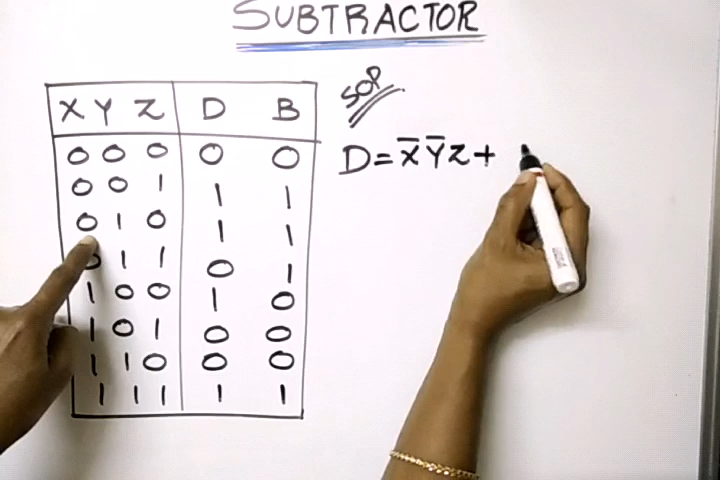 SUBTRACTOR
SOP
X Y Z D B
D = X̅ Y̅ Z +
0 0 0 0 0
0 0 1 1 1
0 1 0 1 1
0 1 1 0 1
1 0 0 1 0
1 0 1 0 0
1 1 0 0 0
1 1 1 1 1